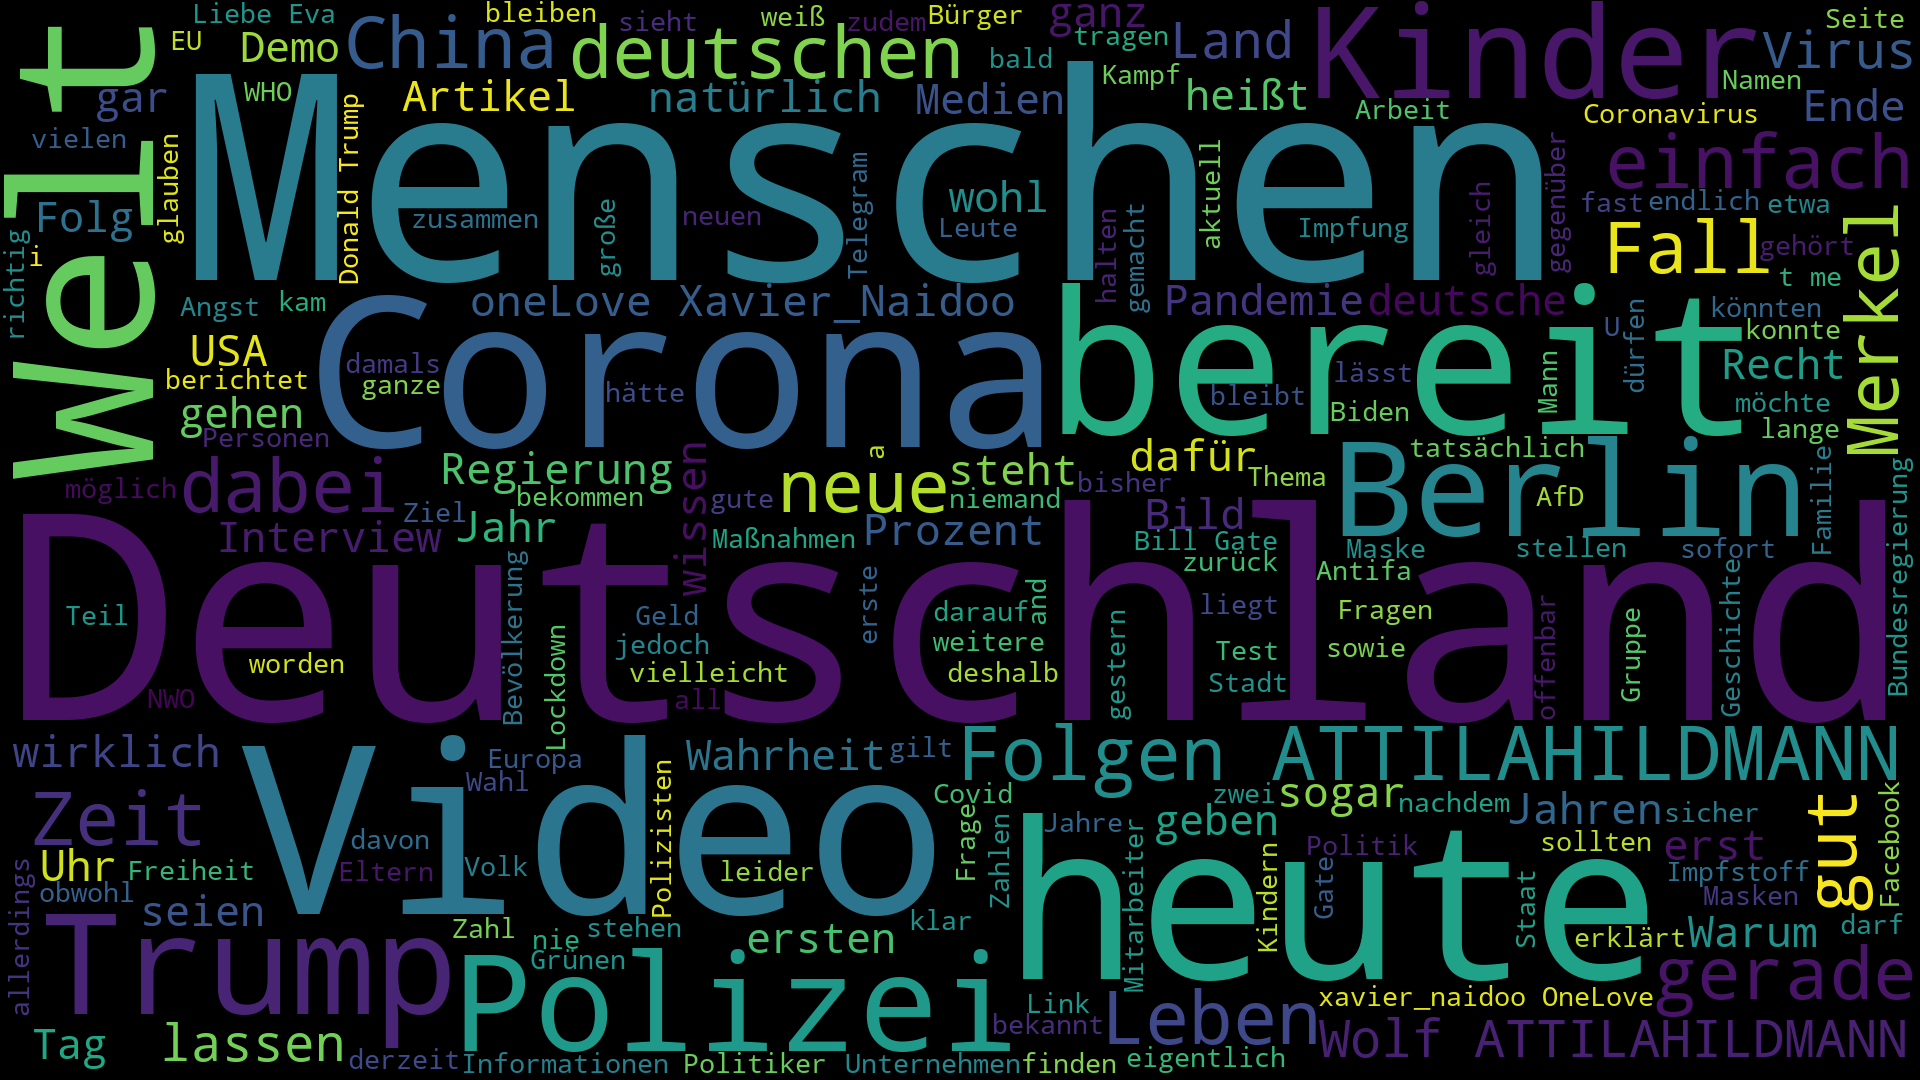 Liebe Eva
bleiben
sieht
weiß
zudem
Bürger
ganz
Kinder
Seite
EU
Demo
China
deutschen
bald
tragen
Land
Virus
Welt
gar
WHO
Artikel
natürlich
Medien
Kampf
heißt
Arbeit
Namen
Coronavirus
Ende
vielen
glauben
Menschen
Donald Trump
einfach
Folg
zusammen
große
neuen
Telegram
wohl
Leute
halten
gemacht
aktuell
Impfung
gleich
gegenüber
fast
endlich
etwa
Fall
gehört
Merkel
richtig
i
t me
Angst
kam
oneLove Xavier_Naidoo
Pandemie
deutsche
U
dürfen
könnten
konnte
USA
Corona
bereit
berichtet
damals
ganze
hätte
bleibt
lässt
Biden
Mann
Recht
möchte
lange
gehen
Personen
möglich
dabei
Regierung
bekommen
Ziel
wissen
gute
neue
a
steht
niemand
bisher
dafür
Thema
tatsächlich
Berlin
AfD
Familie
Bundesregierung
Interview
Jahr
Maßnahmen
Prozent
Bild
Bill Gate
zurück
Maske
stellen
sofort
Antifa
Deutschland
Teil
worden
NWO
Bevölkerung
Lockdown
Geld
jedoch
vielleicht
all
erste
darauf
and
weitere
deshalb
gestern
liegt
Test
Stadt
Fragen
sowie
offenbar
Gruppe
Geschichte
wirklich
Video
Europa
Wahl
Polizisten
Wahrheit
gilt
Folgen ATTILAHILDMANN
Zeit
davon
Volk
Covid
Frage
Zahlen
zwei
sogar
nachdem
Jahren
sicher
gut
Facebook
Uhr
Freiheit
Eltern
leider
Jahre
Mitarbeiter
geben
Kindern
Politik
Gate
sollten
erst
Impfstoff
Masken
obwohl
allerdings
seien
Trump
Zahl
nie
stehen
Grünen
ersten
klar
heute
Staat
erklärt
Warum
darf
Polizei
gerade
Tag
lassen
derzeit
Informationen
Politiker
Unternehmen
finden
Link
bekannt
Leben
eigentlich
xavier_naidoo OneLove
Wolf ATTILAHILDMANN